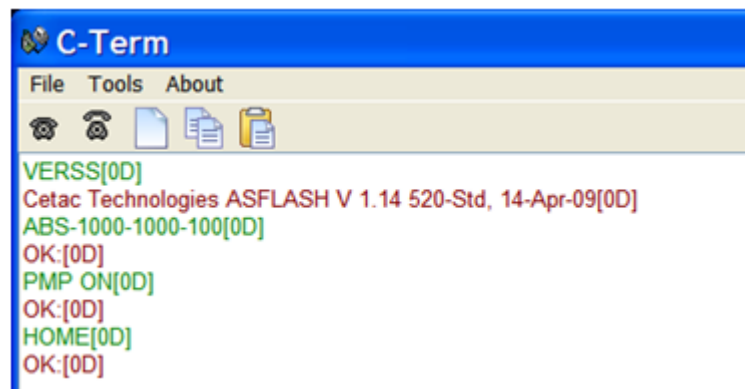 C-Term
File Tools About
VERSS[0D]
Cetac Technologies ASFLASH V 1.14 520-Std, 14-Apr-09[0D]
ABS-1000-1000-100[0D]
OK:[0D]
PMP ON[0D]
OK:[0D]
HOME[0D]
OK:[0D]